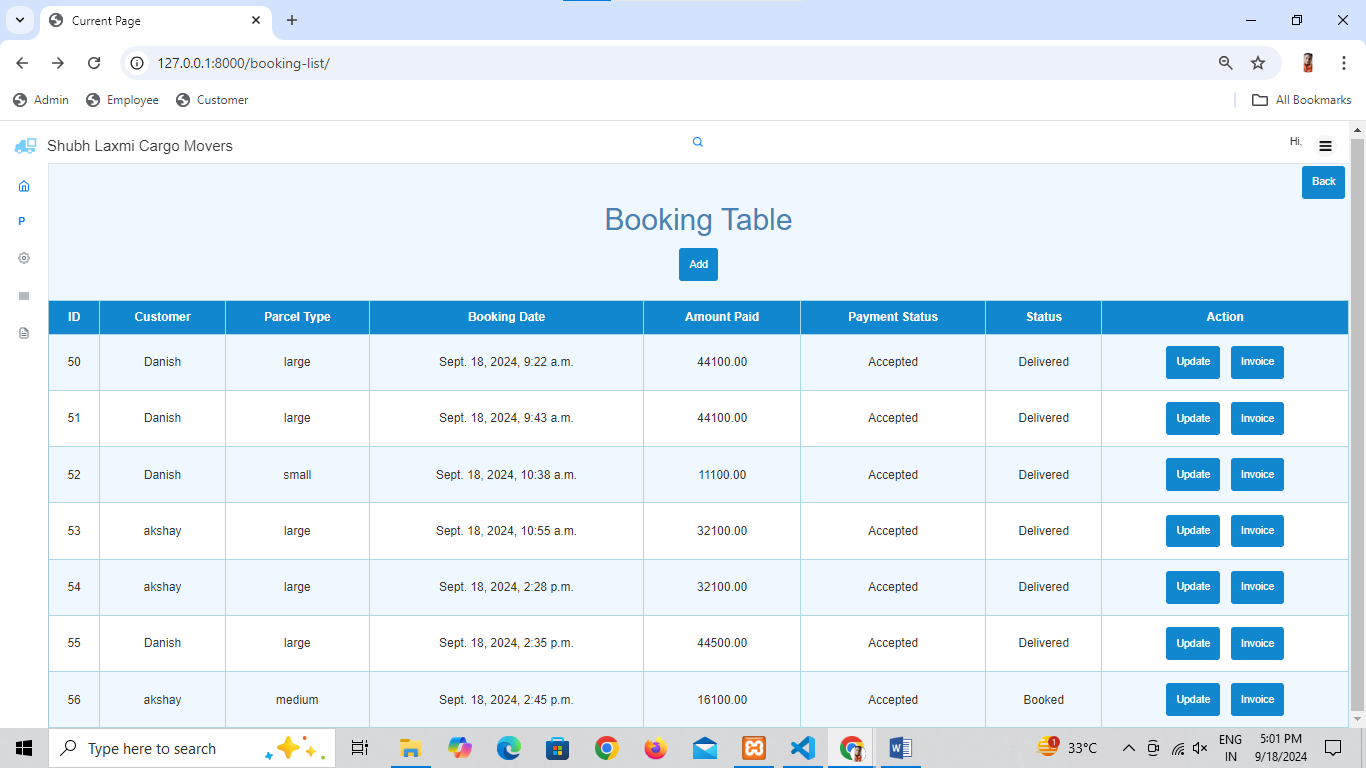 Current Page
127.0.0.1:8000/booking-list/
Admin Employee Customer All Bookmarks
Shubh Laxmi Cargo Movers Hi,
Back
P
Booking Table
Add
ID Customer Parcel Type Booking Date Amount Paid Payment Status Status Action
50 Danish large Sept. 18, 2024, 9:22 a.m. 44100.00 Accepted Delivered Update Invoice
51 Danish large Sept. 18, 2024, 9:43 a.m. 44100.00 Accepted Delivered Update Invoice
52 Danish small Sept. 18, 2024, 10:38 a.m. 11100.00 Accepted Delivered Update Invoice
53 akshay large Sept. 18, 2024, 10:55 a.m. 32100.00 Accepted Delivered Update Invoice
54 akshay large Sept. 18, 2024, 2:28 p.m. 32100.00 Accepted Delivered Update Invoice
55 Danish large Sept. 18, 2024, 2:35 p.m. 44500.00 Accepted Delivered Update Invoice
56 akshay medium Sept. 18, 2024, 2:45 p.m. 16100.00 Accepted Booked Update Invoice
Type here to search 1 33°C ENG 5:01 PM
IN 9/18/2024